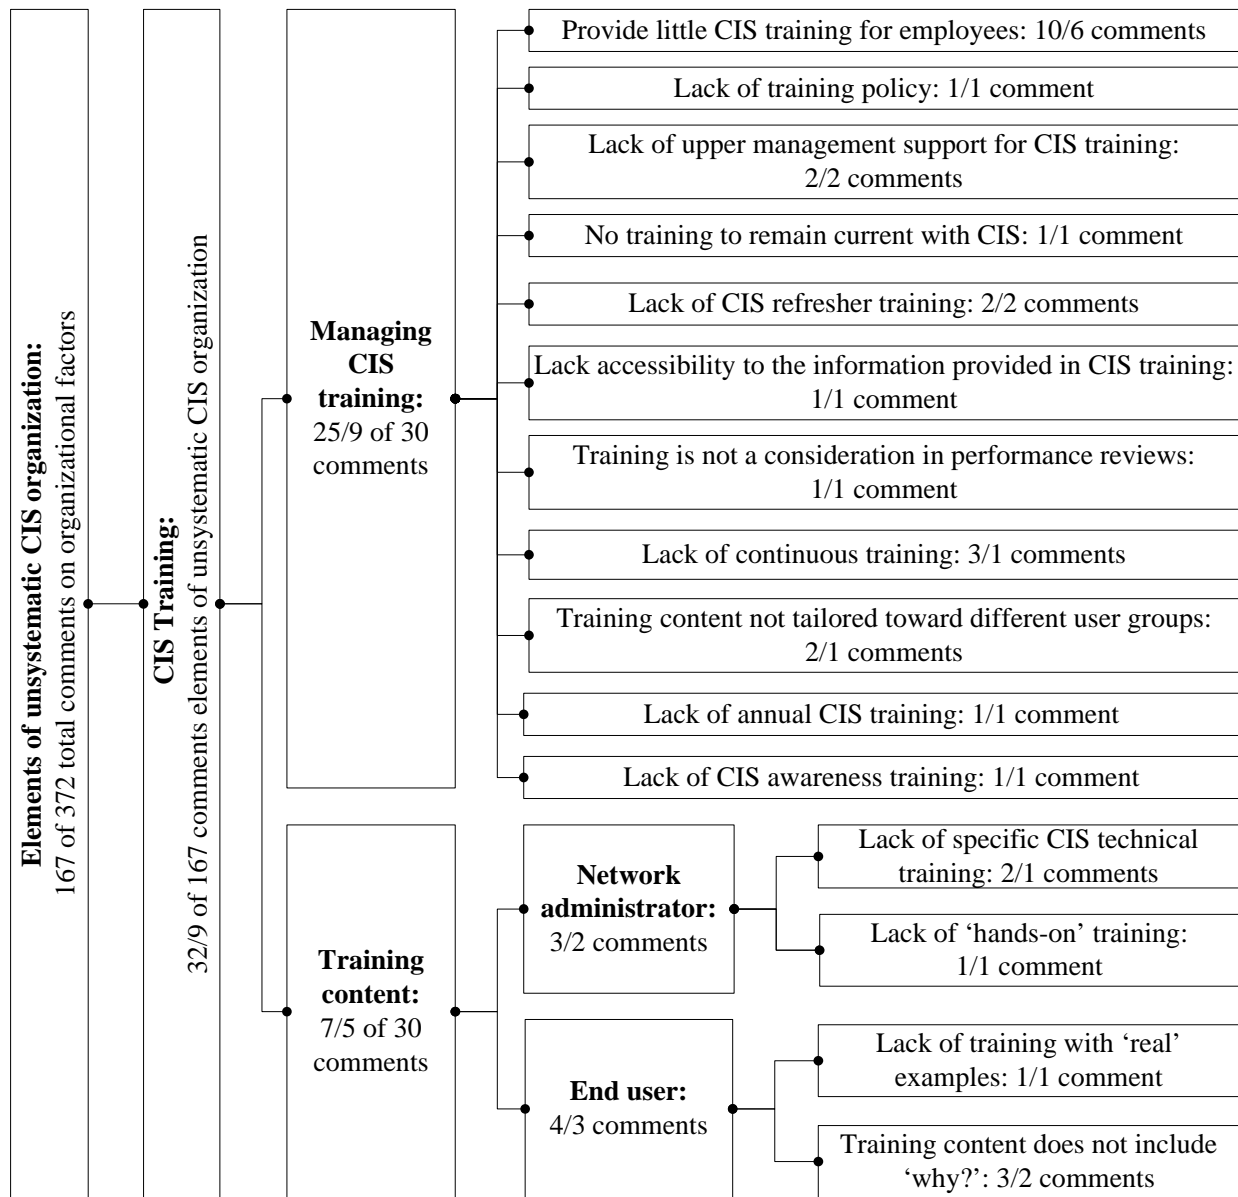 Elements of unsystematic CIS organization:
167 of 372 total comments on organizational factors
CIS Training:
32/9 of 167 comments elements of unsystematic CIS organization
Managing
CIS
training:
25/9 of 30
comments
Provide little CIS training for employees: 10/6 comments
Lack of training policy: 1/1 comment
Lack of upper management support for CIS training:
2/2 comments
No training to remain current with CIS: 1/1 comment
Lack of CIS refresher training: 2/2 comments
Lack accessibility to the information provided in CIS training:
1/1 comment
Training is not a consideration in performance reviews:
1/1 comment
Lack of continuous training: 3/1 comments
Training content not tailored toward different user groups:
2/1 comments
Lack of annual CIS training: 1/1 comment
Lack of CIS awareness training: 1/1 comment
Training
content:
7/5 of 30
comments
Network
administrator:
3/2 comments
Lack of specific CIS technical
training: 2/1 comments
Lack of ‘hands-on’ training:
1/1 comment
End user:
4/3 comments
Lack of training with ‘real’
examples: 1/1 comment
Training content does not include
‘why?’: 3/2 comments